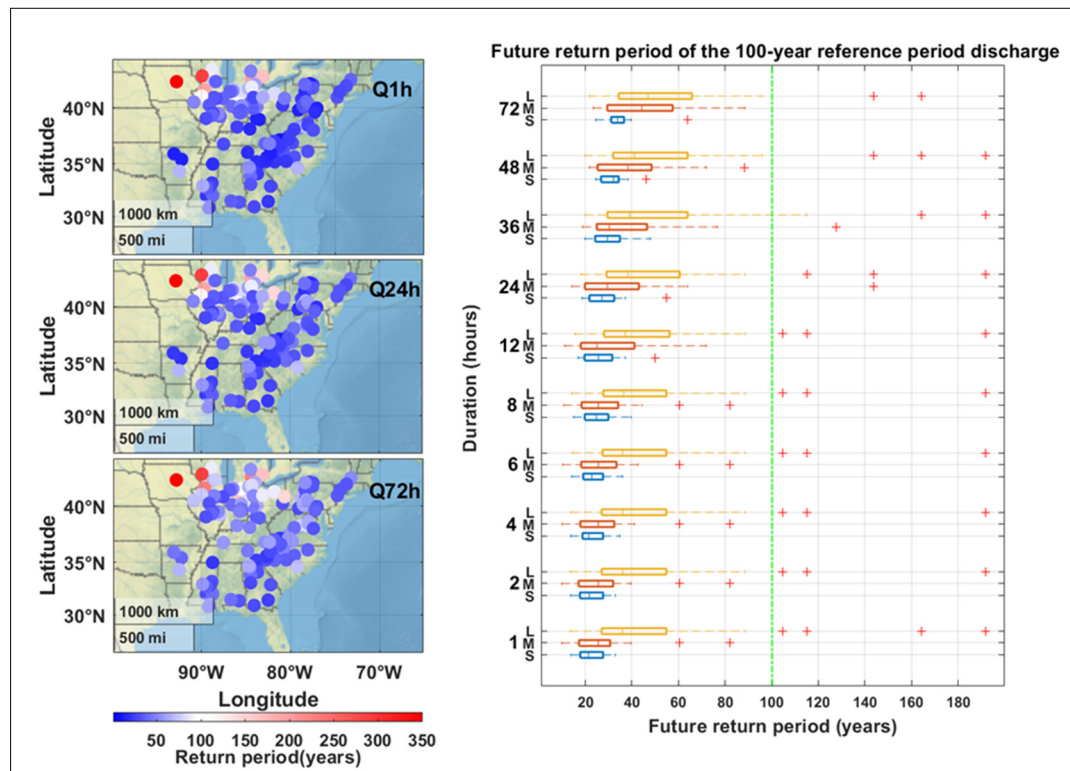 Q1h
40°N
35°N
30°N
Latitude
1000 km
500 mi
Q24h
40°N
35°N
30°N
Latitude
1000 km
500 mi
Q72h
40°N
35°N
30°N
Latitude
1000 km
500 mi
90°W 80°W 70°W
Longitude
50 100 150 200 250 300 350
Return period(years)
Future return period of the 100-year reference period discharge
Duration (hours)
L
72 M
S
L
48 M
S
L
36 M
S
L
24 M
S
L
12 M
S
L
8 M
S
L
6 M
S
L
4 M
S
L
2 M
S
L
1 M
S
20 40 60 80 100 120 140 160 180
Future return period (years)